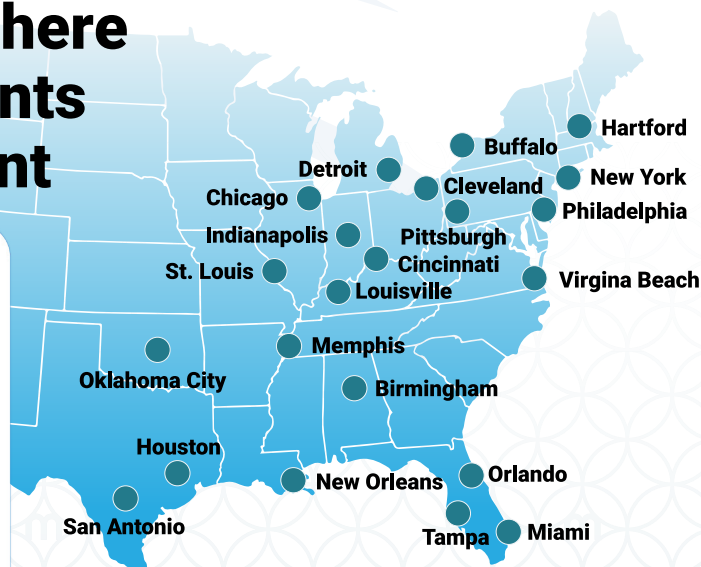 here
nts
nt
Hartford
Buffalo
Detroit
New York
Cleveland
Chicago
Philadelphia
Indianapolis
Pittsburgh
Cincinnati
St. Louis
Virgina Beach
Louisville
Memphis
Oklahoma City
Birmingham
Houston
Orlando
New Orleans
San Antonio
Miami
Tampa